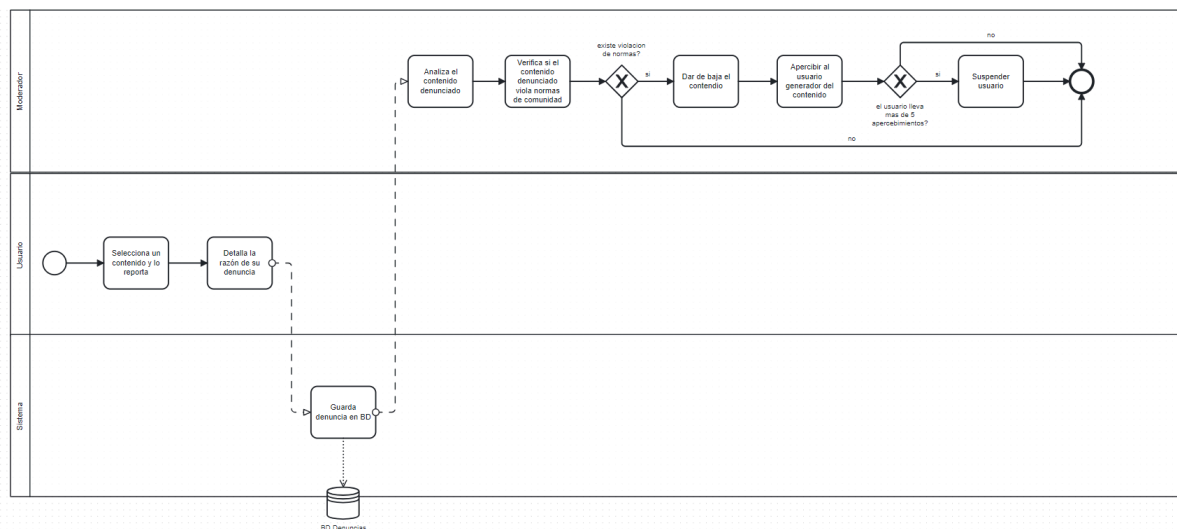 Moderador
Analiza el
contenido
denunciado
Verifica si el
contenido
denunciado
viola normas
de comunidad
existe violacion
de normas?
si
Dar de baja el
contendio
Apercibir al
usuario
generador del
contenido
el usuario lleva
mas de 5
apercebimientos?
si
no
Suspender
usuario
no
Usuario
Selecciona un
contenido y lo
reporta
Detalla la
razón de su
denuncia
Sistema
Guarda
denuncia en BD
BD Denuncias